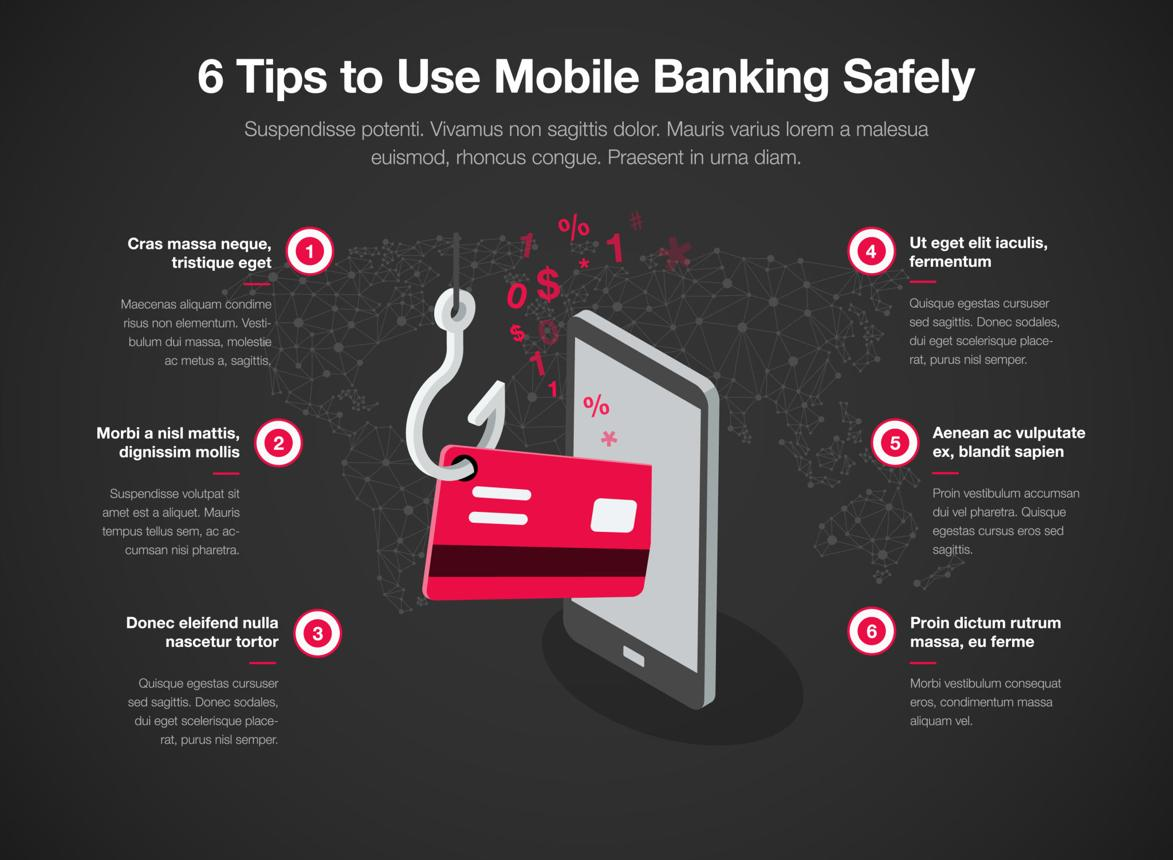 6 Tips to Use Mobile Banking Safely
Suspendisse potenti. Vivamus non sagittis dolor. Mauris varius lorem a malesua
euismod, rhoncus congue. Praesent in urna diam.
Cras massa neque,
tristique eget
1
Maecenas aliquam condime
risus non elementum. Vesti-
bulum dui massa, molestie
ac metus a, sagittis.
Morbi a nisl mattis,
dignissim mollis
2
Suspendisse volutpat sit
amet est a aliquet. Mauris
tempus tellus sem, ac ac-
cumsan nisi pharetra.
Donec eleifend nulla
nascetur tortor
3
Quisque egestas cursuser
sed sagittis. Donec sodales,
dui eget scelerisque place-
rat, purus nisl semper.
% #
1 1 *
*
0 $
$ 0
1
1
%
*
4
Ut eget elit iaculis,
fermentum
Quisque egestas cursuser
sed sagittis. Donec sodales,
dui eget scelerisque place-
rat, purus nisl semper.
5
Aenean ac vulputate
ex, blandit sapien
Proin vestibulum accumsan
dui vel pharetra. Quisque
egestas cursus eros sed
sagittis.
6
Proin dictum rutrum
massa, eu ferme
Morbi vestibulum consequat
eros, condimentum massa
aliquam vel.